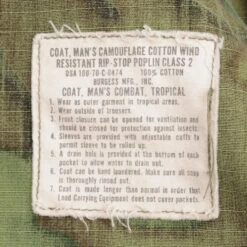 COAT, MAN'S CAMOUFLAGE COTTON WIND
RESISTANT RIP-STOP POPLIN CLASS 2
DSA 100-70-C-0474 100% COTTON
BURGESS MFG., INC.
COAT, MAN'S COMBAT, TROPICAL
1. Wear as outer garment in tropical areas.
2. Wear in hot weather.
3. Front closure can be opened for ventilation and
should be closed for protection against insects.
4. Sleeves are provided with adjustable cuffs to
permit sleeve to be rolled up.
5. A drain hole is provided at bottom of each
pocket to allow water to drain out.
6. Coat can be hand laundered. Make sure all soap
is thoroughly rinsed out.
7. Coat is made longer than normal in order that
Load Carrying Equipment does not cover pockets.